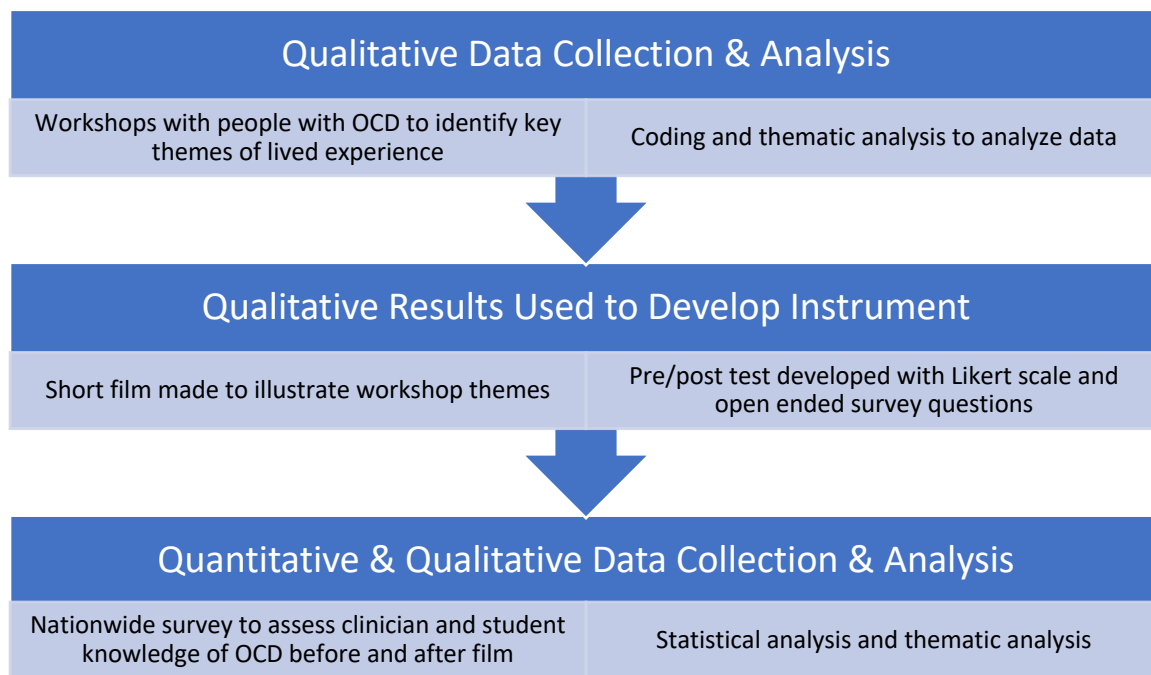 Qualitative Data Collection & Analysis
Workshops with people with OCD to identify key
themes of lived experience
Coding and thematic analysis to analyze data
Qualitative Results Used to Develop Instrument
Short film made to illustrate workshop themes
Pre/post test developed with Likert scale and
open ended survey questions
Quantitative & Qualitative Data Collection & Analysis
Nationwide survey to assess clinician and student
knowledge of OCD before and after film
Statistical analysis and thematic analysis